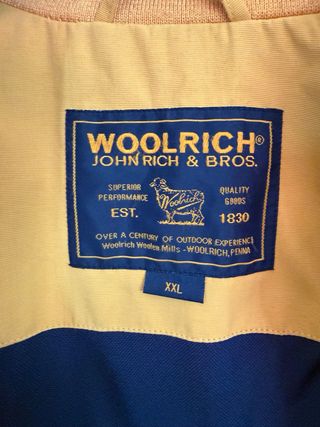 WOOLRICH®
JOHN RICH & BROS.
SUPERIOR PERFORMANCE
Woolrich
QUALITY GOODS
EST. 1830
OVER A CENTURY OF OUTDOOR EXPERIENCE
Woolrich Woolen Mills - WOOLRICH, PENNA
XXL